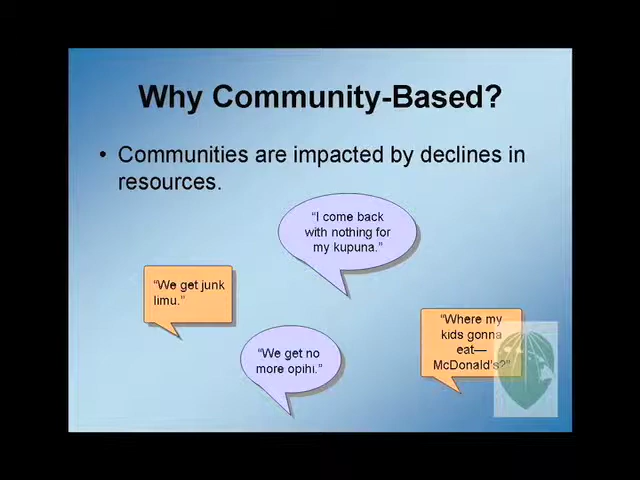 Why Community-Based?
• Communities are impacted by declines in
resources.
“I come back
with nothing for
my kupuna.”
“We get junk
limu.”
“Where my
kids gonna
eat—
McDonald’s?”
“We get no
more opihi.”